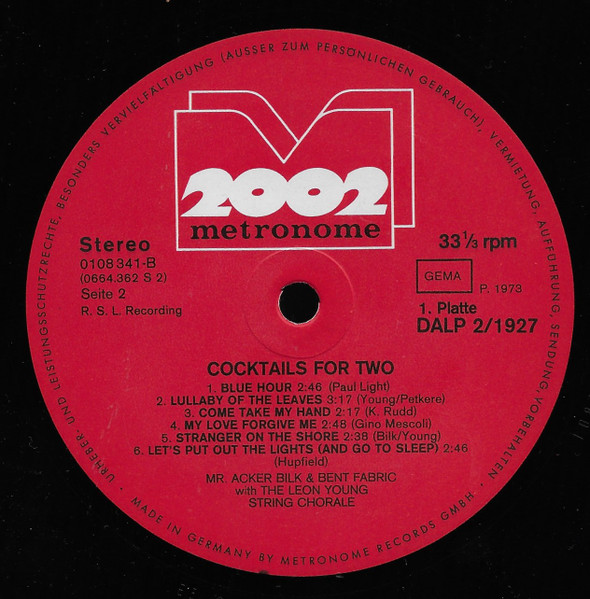 URHEBER- UND LEISTUNGSSCHUTZRECHTE, BESONDERS VERVIELFÄLTIGUNG (AUSSER ZUM PERSÖNLICHEN GEBRAUCH), VERMIETUNG, AUFFÜHRUNG, SENDUNG, VORBEHALTEN
2002
metronome
Stereo
0108341-B
(0664.362 S 2)
Seite 2
R. S. L. Recording
33 1/3 rpm
GEMA
P. 1973
1. Platte
DALP 2/1927
COCKTAILS FOR TWO
1. BLUE HOUR 2:46 (Paul Light)
2. LULLABY OF THE LEAVES 3:17 (Young/Petkere)
3. COME TAKE MY HAND 2:17 (K. Rudd)
4. MY LOVE FORGIVE ME 2:48 (Gino Mescoli)
5. STRANGER ON THE SHORE 2:38 (Bilk/Young)
6. LET'S PUT OUT THE LIGHTS (AND GO TO SLEEP) 2:46
(Hupfield)
MR. ACKER BILK & BENT FABRIC
with THE LEON YOUNG
STRING CHORALE
• MADE IN GERMANY BY METRONOME RECORDS GMBH •